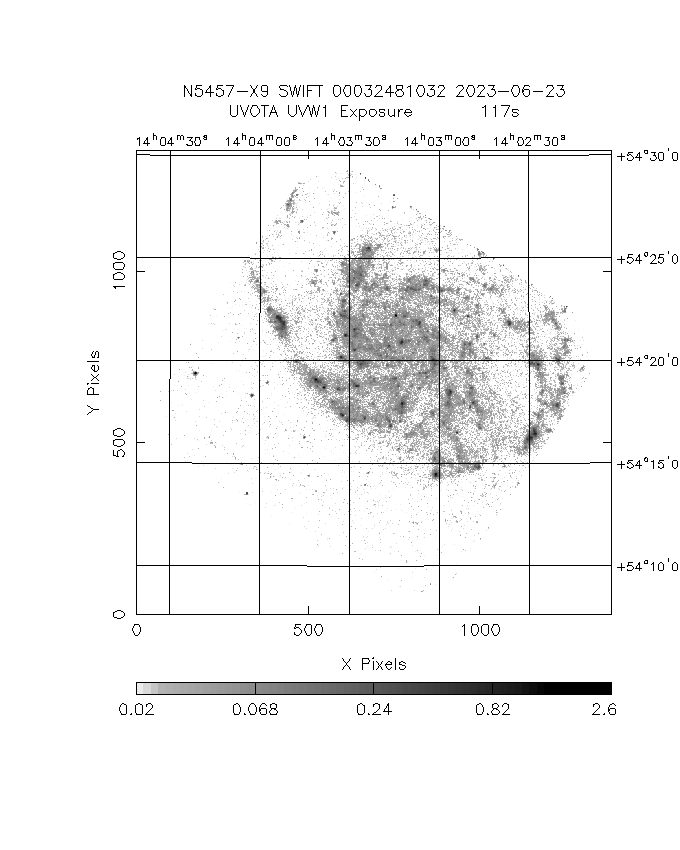 N5457-X9 SWIFT 00032481032 2023-06-23
UVOTA UVW1 Exposure 117s
14h04m30s 14h04m00s 14h03m30s 14h03m00s 14h02m30s
+54°30'0
+54°25'0
+54°20'0
+54°15'0
+54°10'0
1000
500
0
Y Pixels
0 500 1000
X Pixels
0.02 0.068 0.24 0.82 2.6